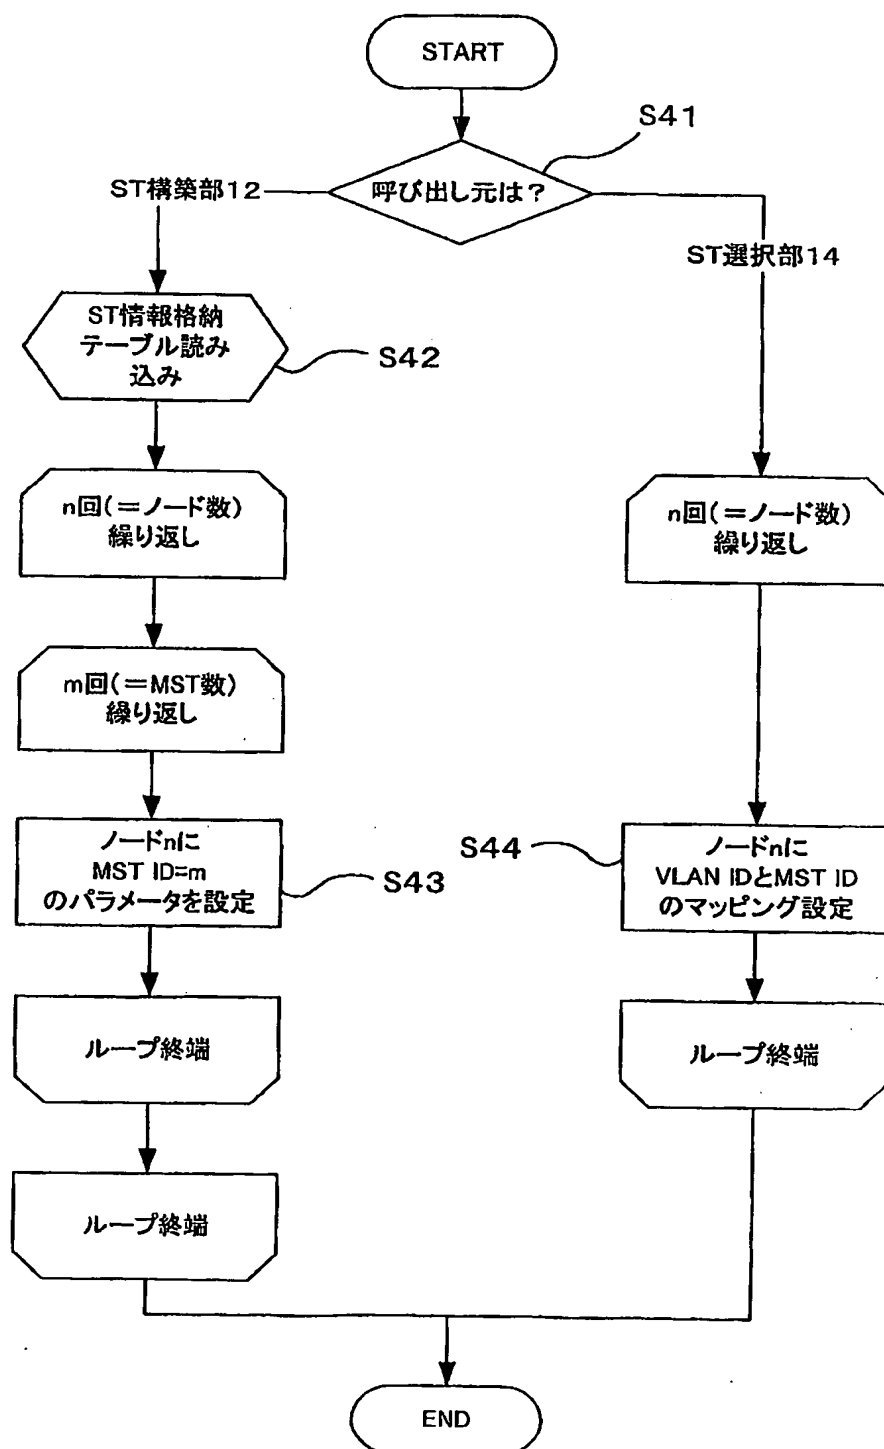 START
S41
呼び出し元は?
ST構築部12
ST選択部14
ST情報格納
テーブル読み
込み
S42
n回(=ノード数)
繰り返し
n回(=ノード数)
繰り返し
m回(=MST数)
繰り返し
ノードnに
MST ID=m
のパラメータを設定
S43
S44
ノードnに
VLAN IDとMST ID
のマッピング設定
ループ終端
ループ終端
ループ終端
END